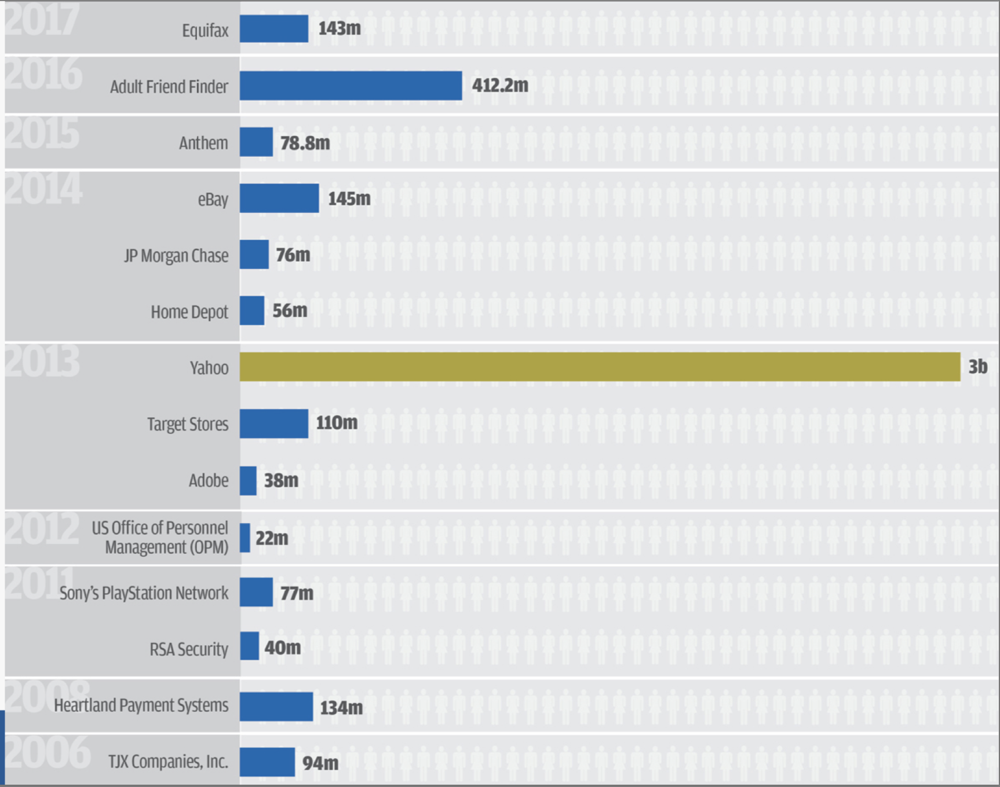 2017
Equifax 143m
2016
Adult Friend Finder 412.2m
2015
Anthem 78.8m
2014
eBay 145m
JP Morgan Chase 76m
Home Depot 56m
2013
Yahoo 3b
Target Stores 110m
Adobe 38m
2012
US Office of Personnel
Management (OPM) 22m
2011
Sony's PlayStation Network 77m
RSA Security 40m
2008
Heartland Payment Systems 134m
2006
TJX Companies, Inc. 94m